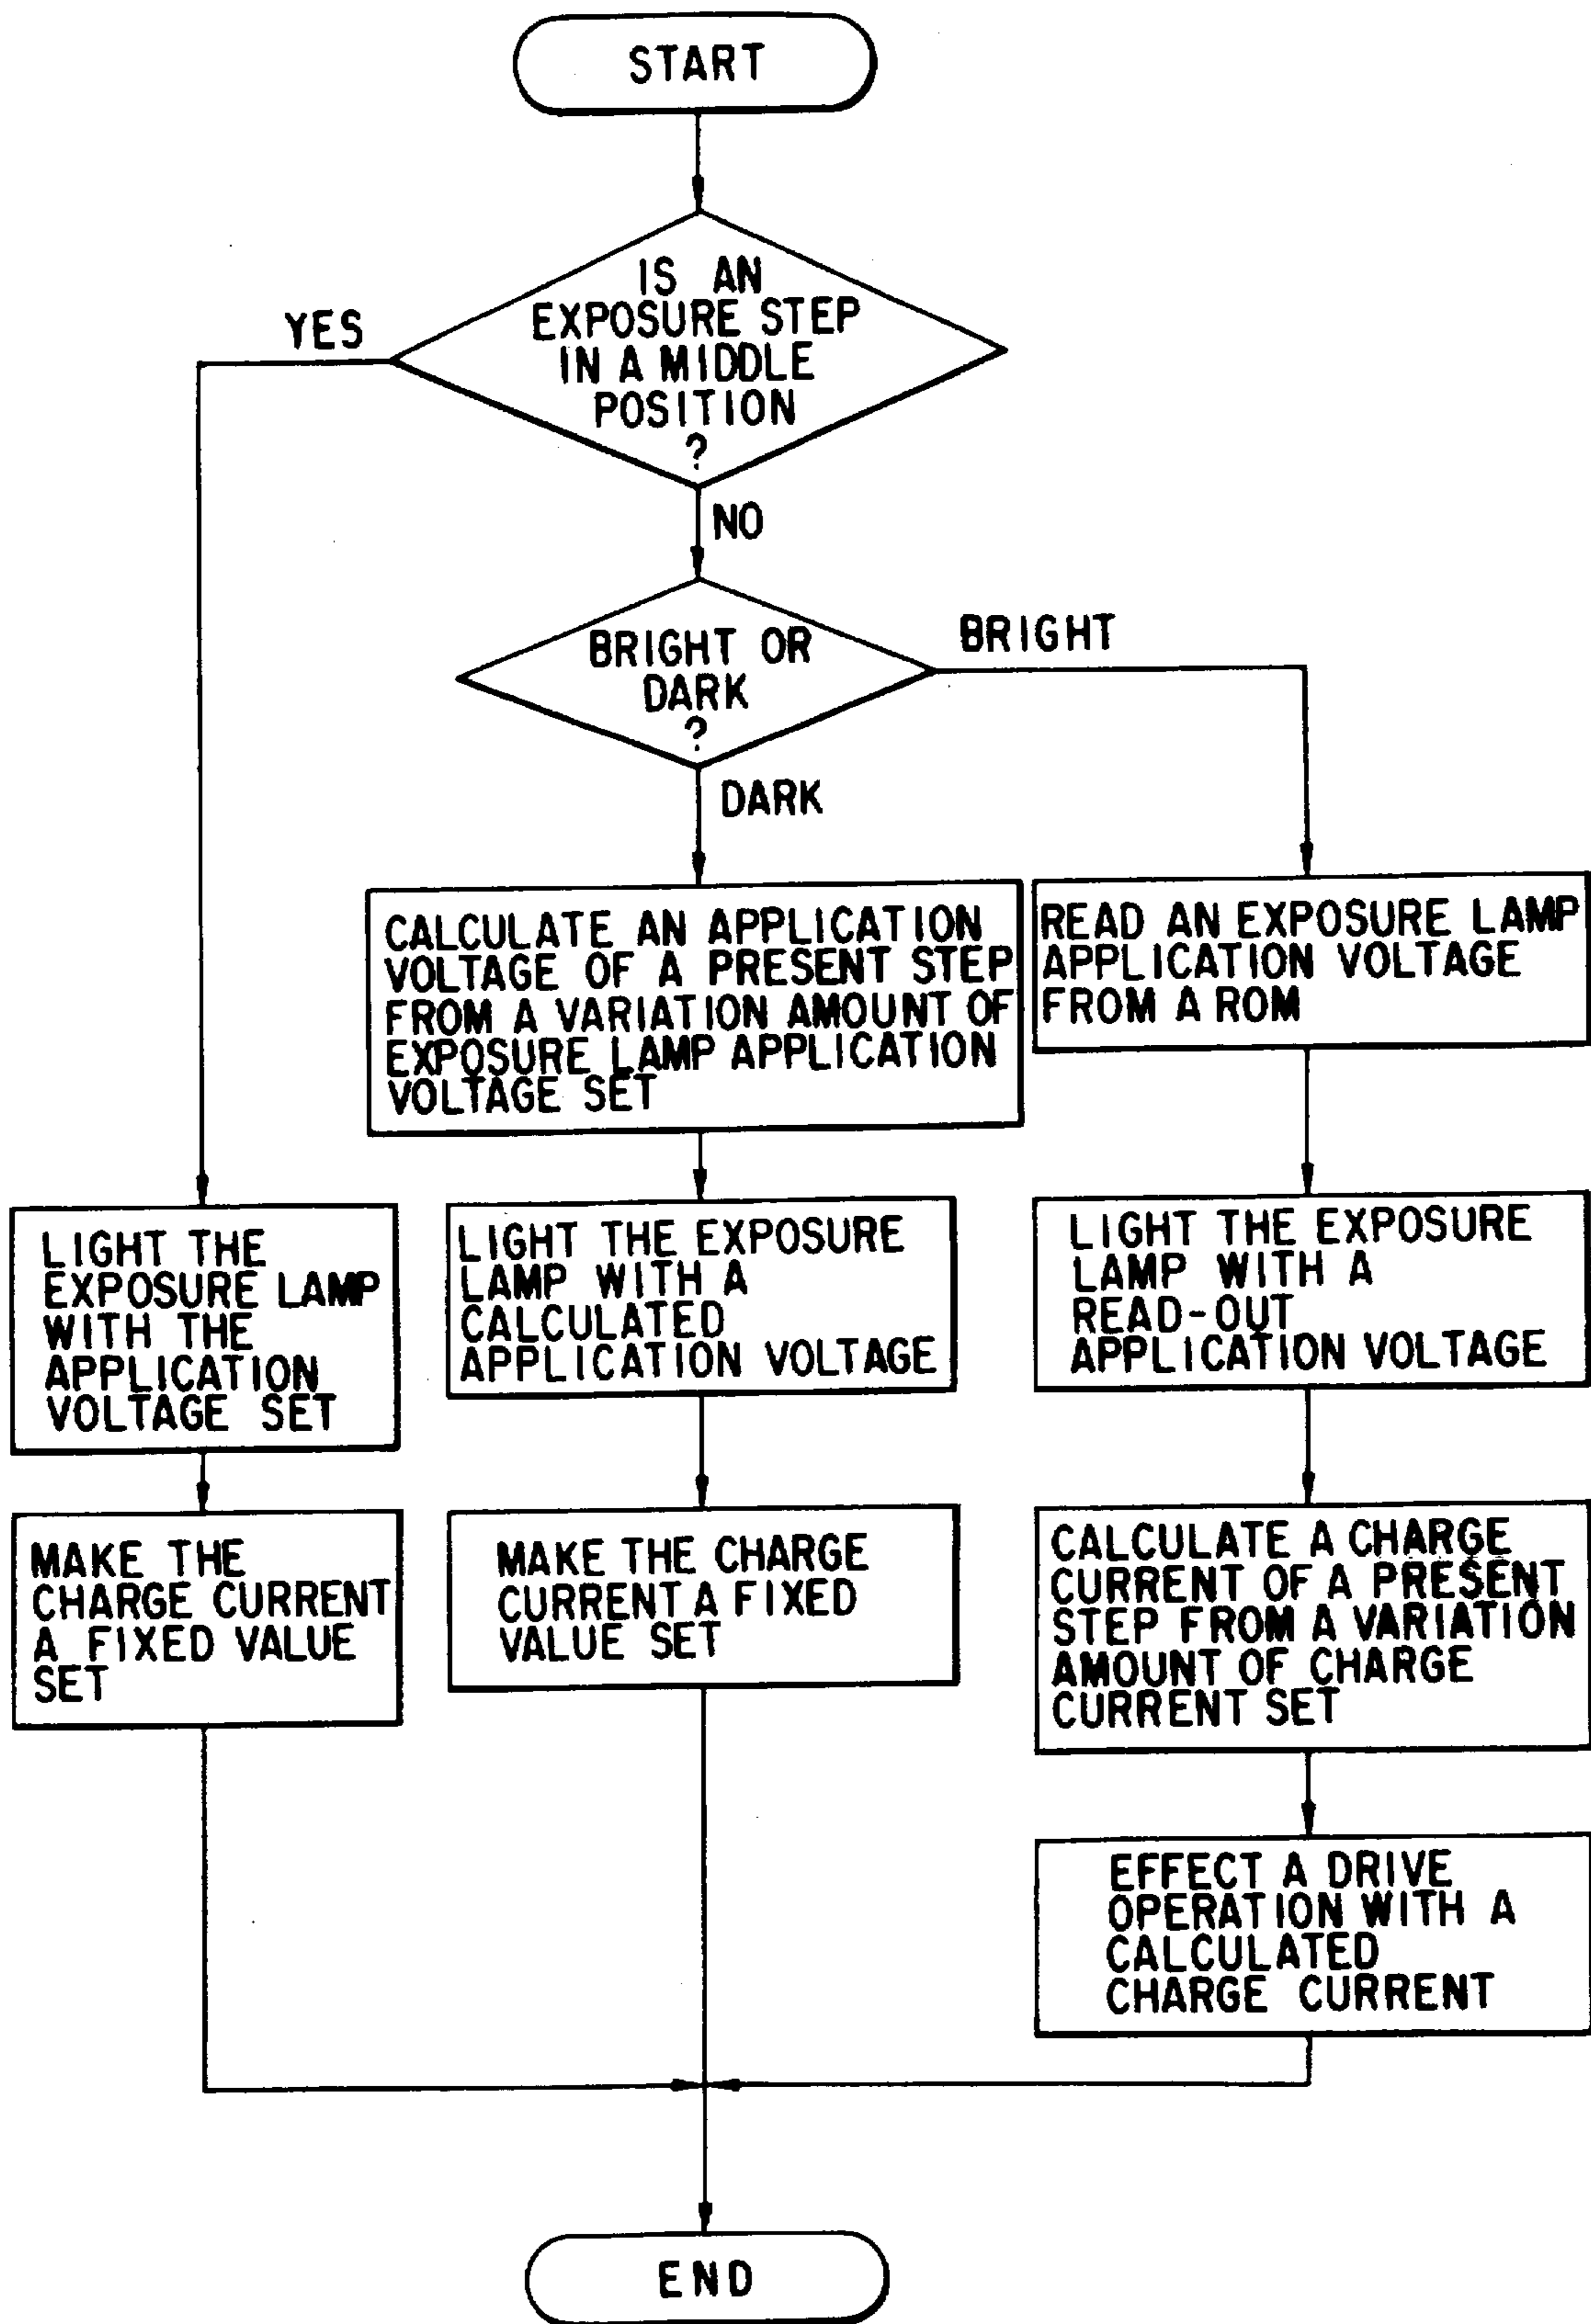 START
IS AN
EXPOSURE STEP
IN A MIDDLE
POSITION
?
YES
NO
BRIGHT OR
DARK
?
BRIGHT
DARK
CALCULATE AN APPLICATION
VOLTAGE OF A PRESENT STEP
FROM A VARIATION AMOUNT OF
EXPOSURE LAMP APPLICATION
VOLTAGE SET
READ AN EXPOSURE LAMP
APPLICATION VOLTAGE
FROM A ROM
LIGHT THE
EXPOSURE LAMP
WITH THE
APPLICATION
VOLTAGE SET
LIGHT THE EXPOSURE
LAMP WITH A
CALCULATED
APPLICATION VOLTAGE
LIGHT THE EXPOSURE
LAMP WITH A
READ-OUT
APPLICATION VOLTAGE
MAKE THE
CHARGE CURRENT
A FIXED VALUE
SET
MAKE THE CHARGE
CURRENT A FIXED
VALUE SET
CALCULATE A CHARGE
CURRENT OF A PRESENT
STEP FROM A VARIATION
AMOUNT OF CHARGE
CURRENT SET
EFFECT A DRIVE
OPERATION WITH A
CALCULATED
CHARGE CURRENT
END